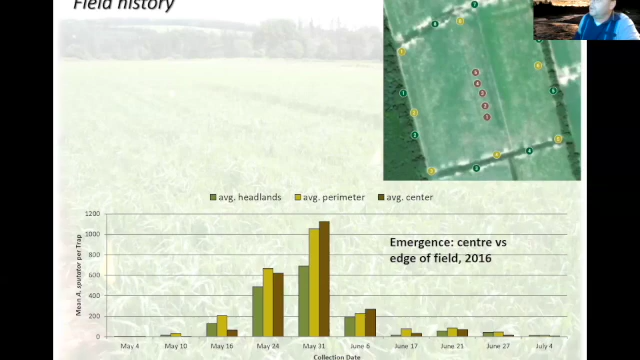 Field history
avg. headlands avg. perimeter avg. center
1200
1000
800
600
400
200
0
Mean A. sputator per Trap
Emergence: centre vs
edge of field, 2016
May 4 May 10 May 16 May 24 May 31 June 6 June 17 June 21 June 27 July 4
Collection Date